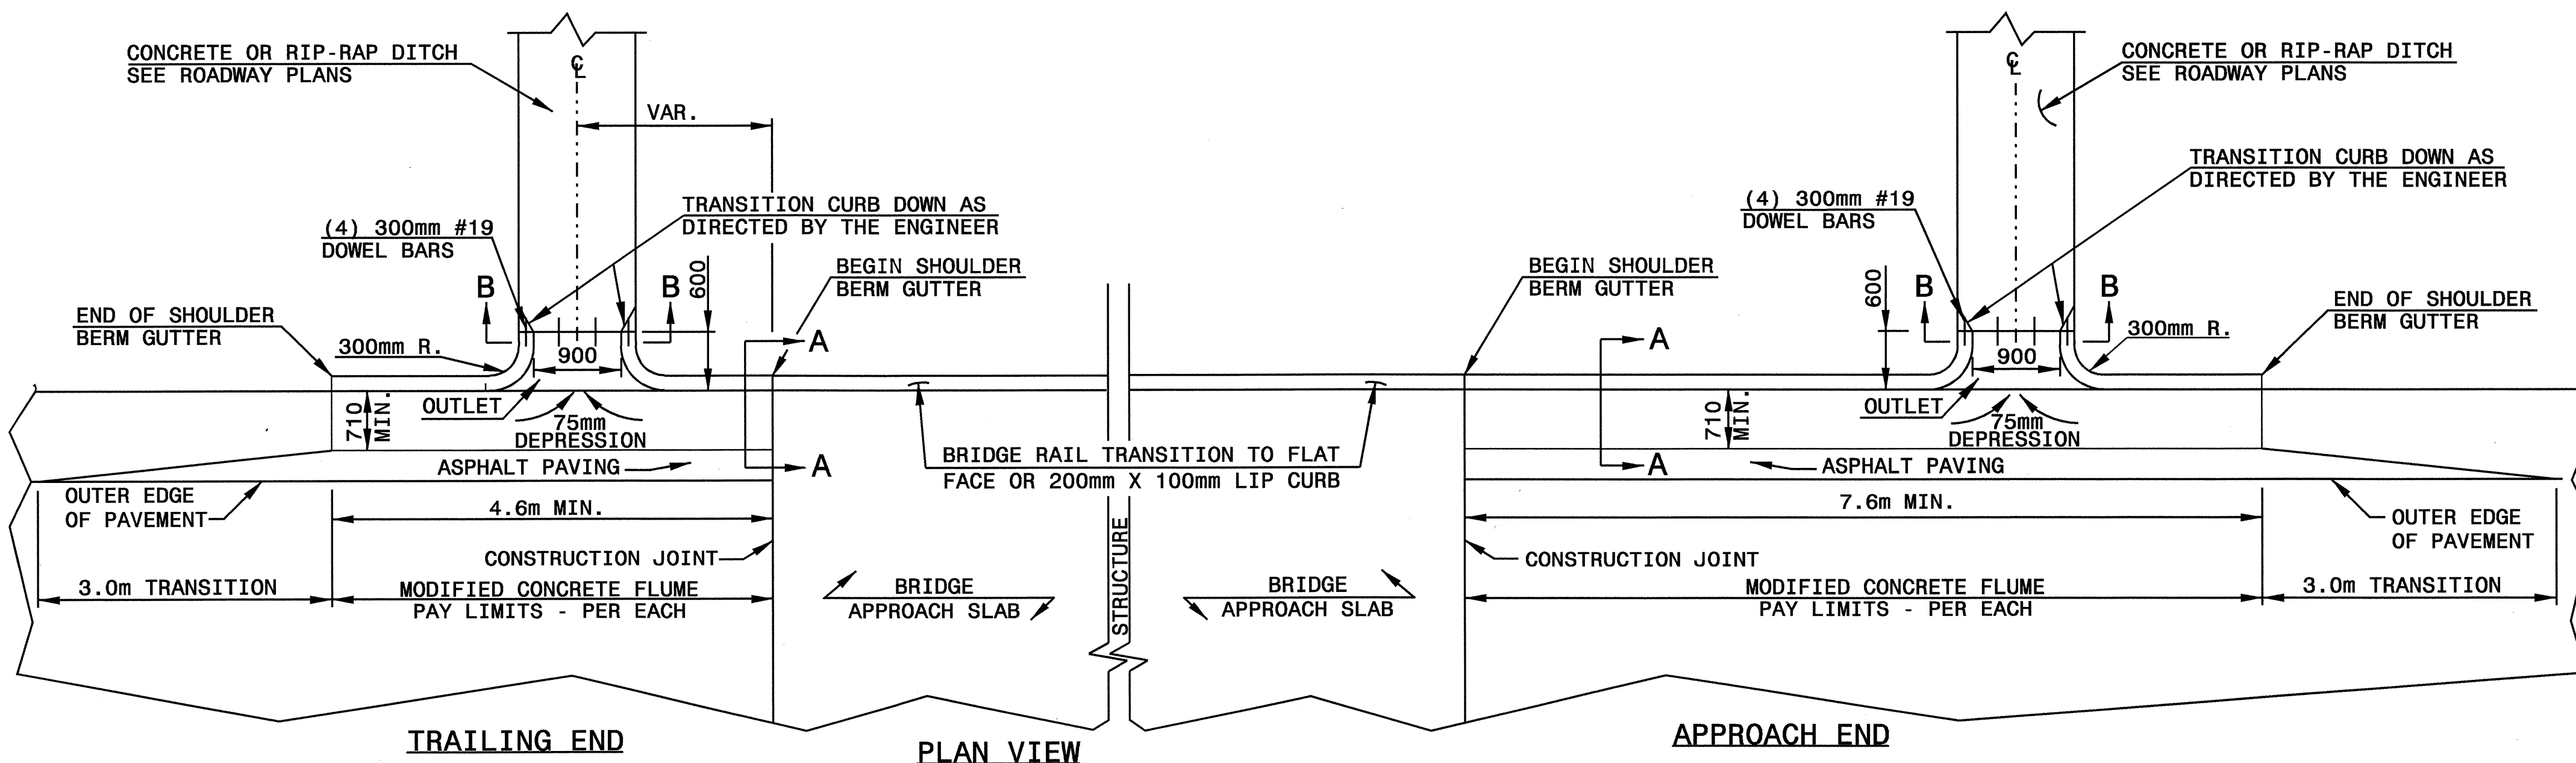 CONCRETE OR RIP-RAP DITCH
SEE ROADWAY PLANS
℄
VAR.
(4) 300mm #19
DOWEL BARS
TRANSITION CURB DOWN AS
DIRECTED BY THE ENGINEER
B
B
600
BEGIN SHOULDER
BERM GUTTER
END OF SHOULDER
BERM GUTTER
300mm R.
900
A
710
MIN.
OUTLET
75mm
DEPRESSION
ASPHALT PAVING
A
OUTER EDGE
OF PAVEMENT
4.6m MIN.
CONSTRUCTION JOINT
3.0m TRANSITION
MODIFIED CONCRETE FLUME
PAY LIMITS - PER EACH
BRIDGE
APPROACH SLAB
BRIDGE RAIL TRANSITION TO FLAT
FACE OR 200mm X 100mm LIP CURB
STRUCTURE
TRAILING END
PLAN VIEW
℄
CONCRETE OR RIP-RAP DITCH
SEE ROADWAY PLANS
TRANSITION CURB DOWN AS
DIRECTED BY THE ENGINEER
(4) 300mm #19
DOWEL BARS
BEGIN SHOULDER
BERM GUTTER
600
B
B
END OF SHOULDER
BERM GUTTER
300mm R.
A
900
710
MIN.
OUTLET
75mm
DEPRESSION
A
ASPHALT PAVING
7.6m MIN.
OUTER EDGE
OF PAVEMENT
CONSTRUCTION JOINT
BRIDGE
APPROACH SLAB
MODIFIED CONCRETE FLUME
PAY LIMITS - PER EACH
3.0m TRANSITION
APPROACH END